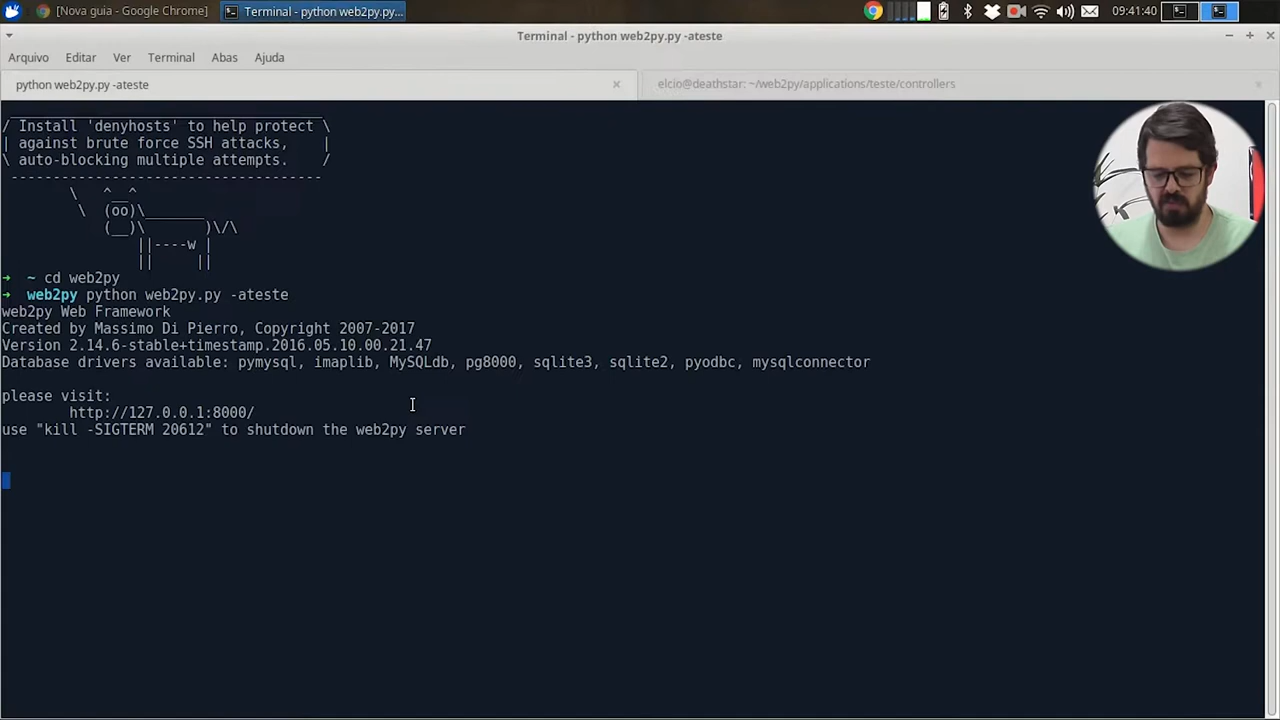 [Nova guia - Google Chrome]
Terminal - python web2py.py...
09:41:40
Terminal - python web2py.py -ateste
Arquivo Editar Ver Terminal Abas Ajuda
python web2py.py -ateste
elcio@deathstar: ~/web2py/applications/teste/controllers
/ Install 'denyhosts' to help protect \
| against brute force SSH attacks, |
\ auto-blocking multiple attempts. /
-----------------------------------
\ ^__^
\ (oo)\_______
(__)\ )\/\
||----w |
|| ||
➜ ~ cd web2py
➜ web2py python web2py.py -ateste
web2py Web Framework
Created by Massimo Di Pierro, Copyright 2007-2017
Version 2.14.6-stable+timestamp.2016.05.10.00.21.47
Database drivers available: pymysql, imaplib, MySQLdb, pg8000, sqlite3, sqlite2, pyodbc, mysqlconnector
please visit:
http://127.0.0.1:8000/
use "kill -SIGTERM 20612" to shutdown the web2py server